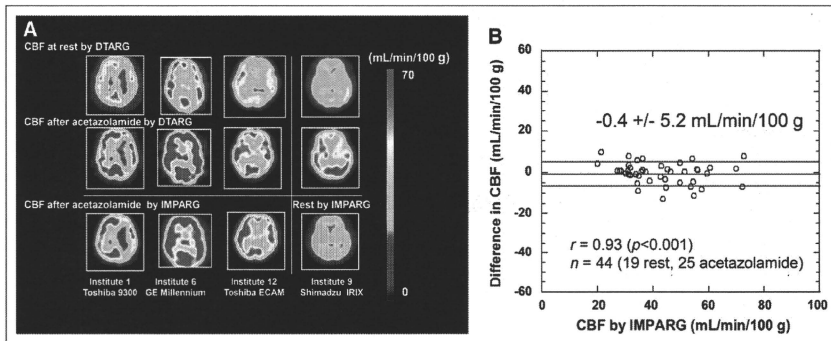 A
CBF at rest by DTARG
(mL/min/100 g)
70
CBF after acetazolamide by DTARG
CBF after acetazolamide by IMPARG
Rest by IMPARG
0
Institute 1
Toshiba 9300
Institute 6
GE Millennium
Institute 12
Toshiba ECAM
Institute 9
Shimadzu IRIX
B
Difference in CBF (mL/min/100 g)
60
40
20
0
-20
-40
-60
-0.4 +/- 5.2 mL/min/100 g
r = 0.93 (p<0.001)
n = 44 (19 rest, 25 acetazolamide)
0 20 40 60 80 100
CBF by IMPARG (mL/min/100 g)